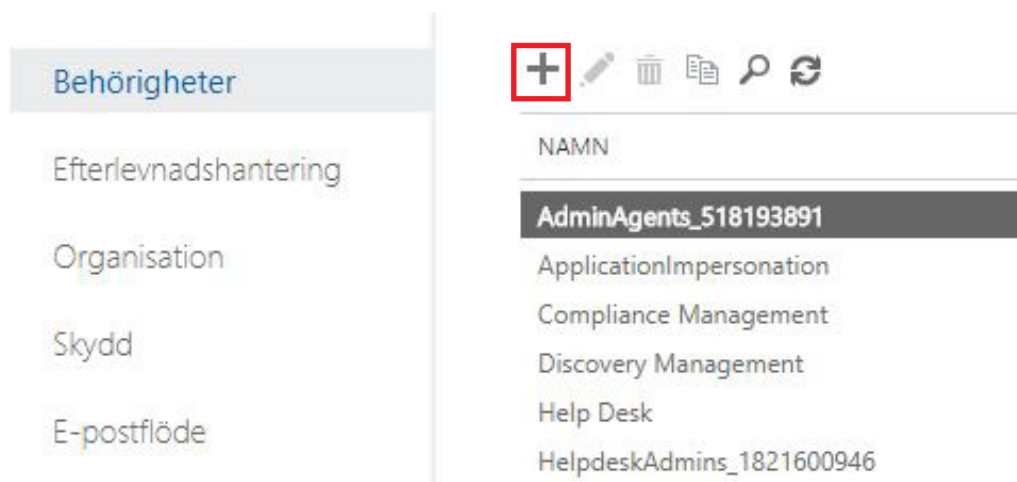 Behörigheter
Efterlevnadshantering
Organisation
Skydd
E-postflöde
NAMN
AdminAgents_518193891
ApplicationImpersonation
Compliance Management
Discovery Management
Help Desk
HelpdeskAdmins_1821600946